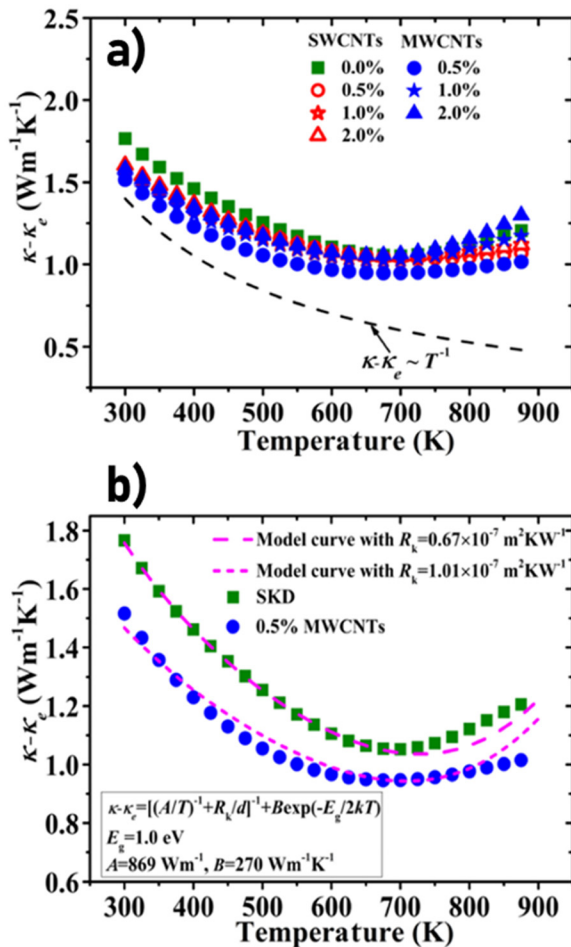 a)
SWCNTs MWCNTs
0.0% 0.5%
0.5% 1.0%
1.0% 2.0%
2.0%
2.5
2.0
1.5
1.0
0.5
κ-κₑ (Wm⁻¹K⁻¹)
κ-κₑ ~ T⁻¹
300 400 500 600 700 800 900
Temperature (K)
b)
1.8
1.6
1.4
1.2
1.0
0.8
0.6
κ-κₑ (Wm⁻¹K⁻¹)
Model curve with Rₖ=0.67×10⁻⁷ m²KW⁻¹
Model curve with Rₖ=1.01×10⁻⁷ m²KW⁻¹
SKD
0.5% MWCNTs
κ-κₑ=[(A/T)⁻¹+Rₖ/d]⁻¹+Bexp(-E_g/2kT)
E_g=1.0 eV
A=869 Wm⁻¹, B=270 Wm⁻¹K⁻¹
300 400 500 600 700 800 900
Temperature (K)